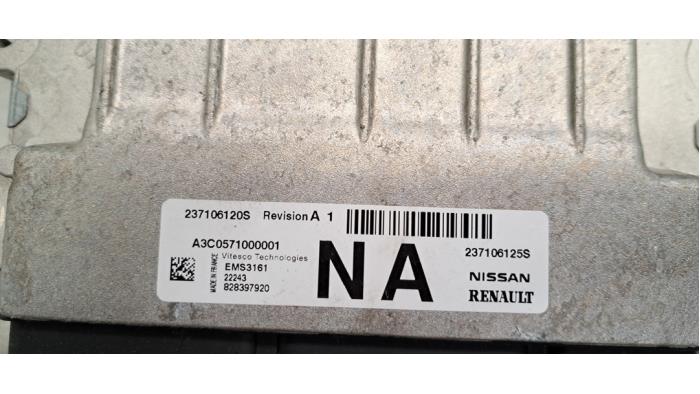 237106120S Revision A 1
A3C0571000001
Vitesco Technologies
EMS3161
22243
828397920
MADE IN FRANCE
NA
237106125S
NISSAN
RENAULT